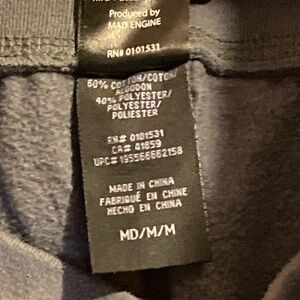 Produced by
MAD ENGINE
RN# 0101531
60% COTTON/COTON/
ALGODON
40% POLYESTER/
POLYESTER/
POLIESTER
RN# 0101531
CA# 41859
UPC# 195566662158
MADE IN CHINA
FABRIQUÉ EN CHINE
HECHO EN CHINA
MD/M/M